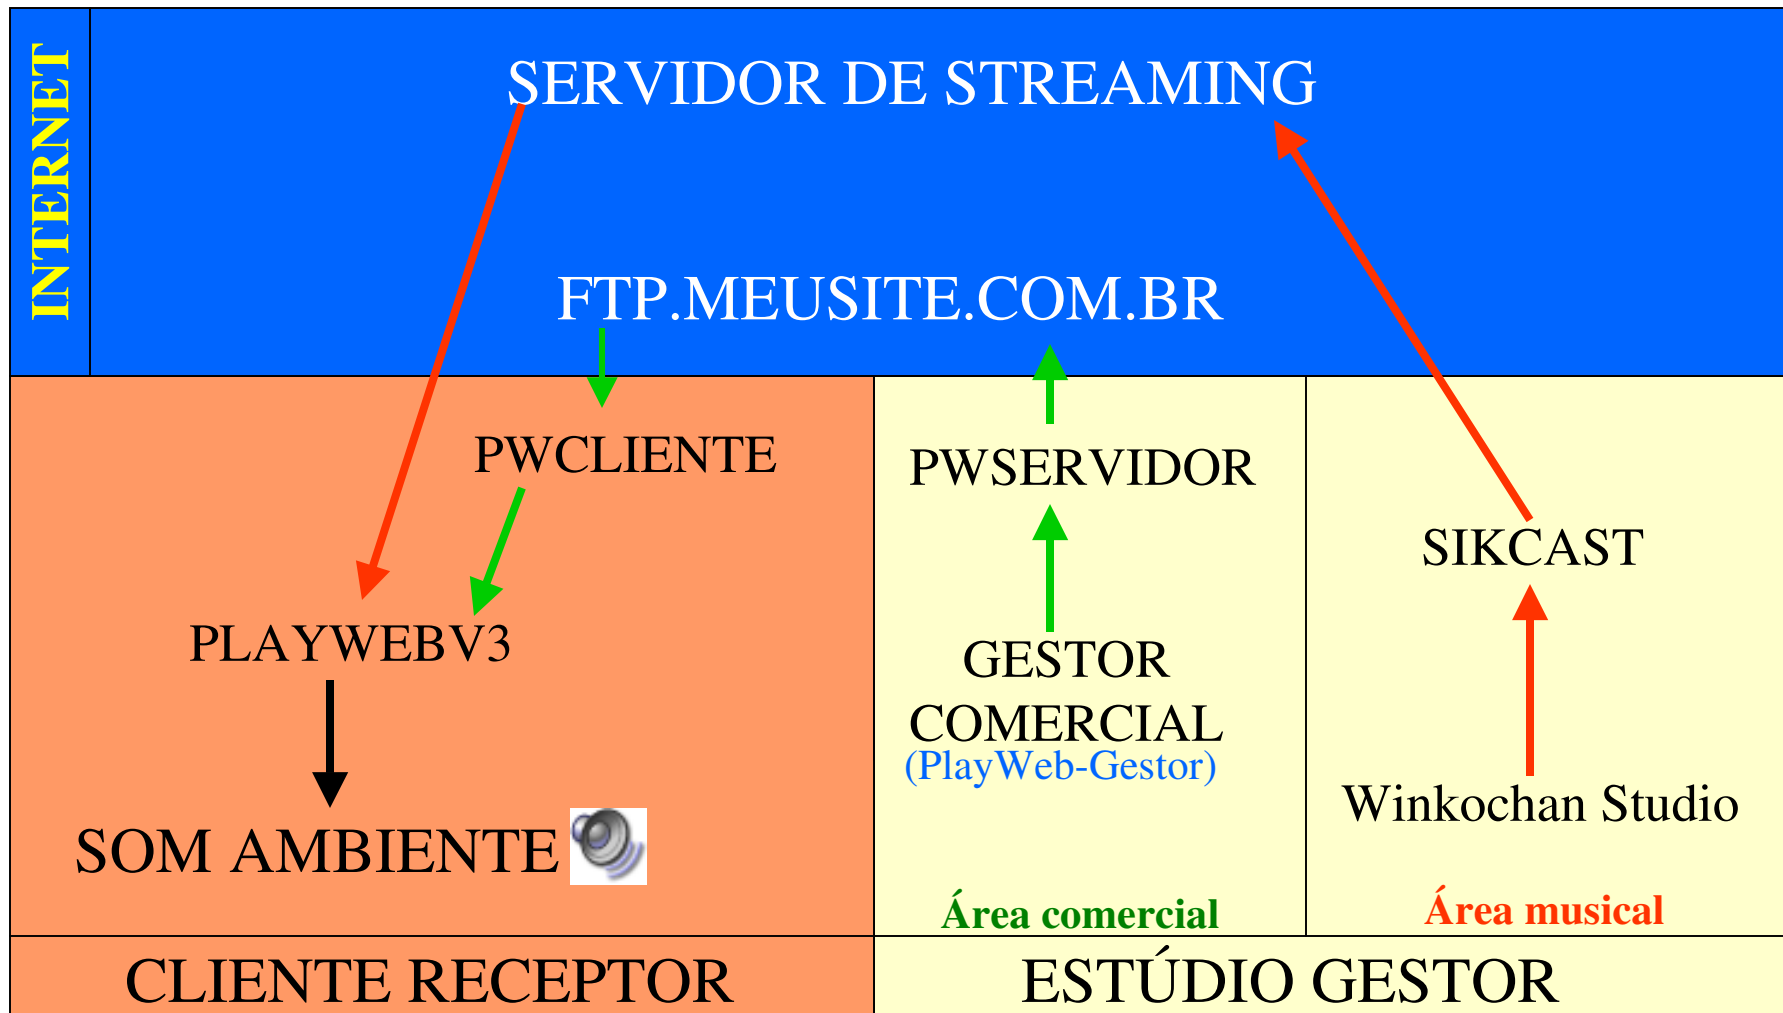 INTERNET
SERVIDOR DE STREAMING
FTP.MEUSITE.COM.BR
PWCLIENTE
PLAYWEBV3
SOM AMBIENTE
PWSERVIDOR
GESTOR
COMERCIAL
(PlayWeb-Gestor)
Área comercial
SIKCAST
Winkochan Studio
Área musical
CLIENTE RECEPTOR
ESTÚDIO GESTOR